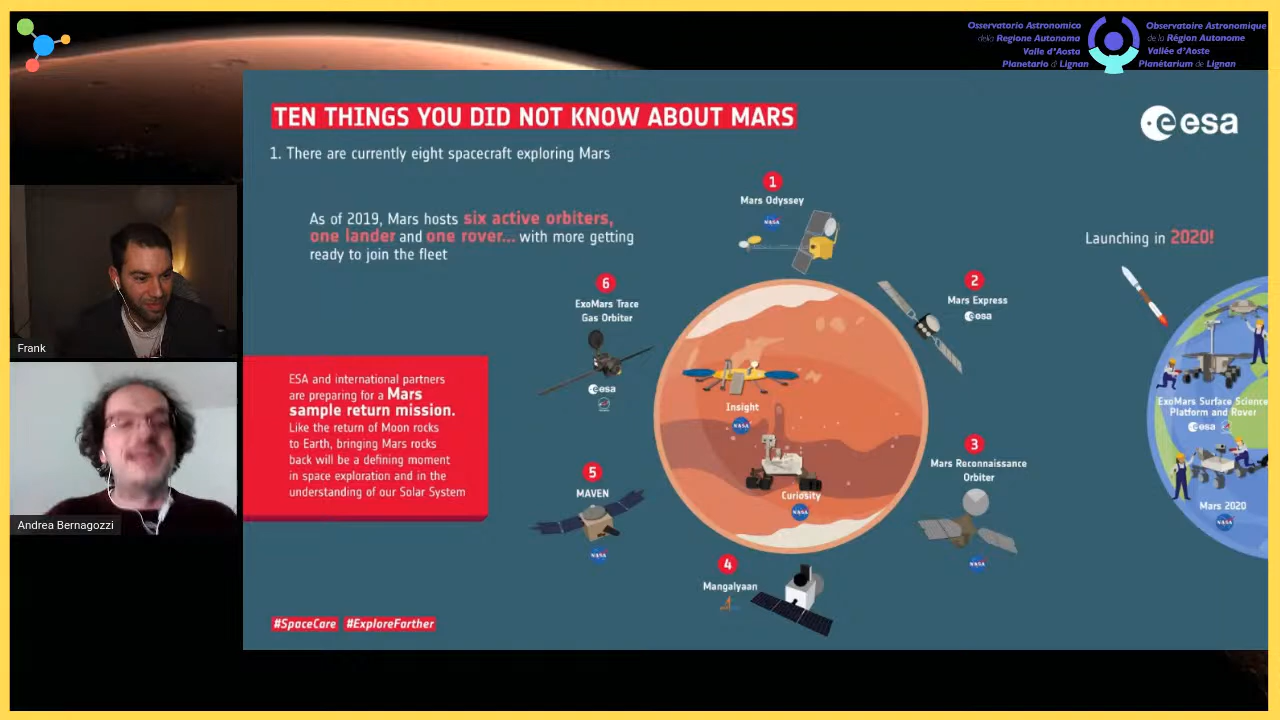 Osservatorio Astronomico
della Regione Autonoma
Valle d'Aosta
Planetario di Lignan
Observatoire Astronomique
de la Région Autonome
Vallée d'Aoste
Planétarium de Lignan
TEN THINGS YOU DID NOT KNOW ABOUT MARS
esa
1. There are currently eight spacecraft exploring Mars
As of 2019, Mars hosts six active orbiters,
one lander and one rover... with more getting
ready to join the fleet
1
Mars Odyssey
NASA
Launching in 2020!
2
Mars Express
esa
6
ExoMars Trace
Gas Orbiter
esa
Frank
ESA and international partners
are preparing for a Mars
sample return mission.
Like the return of Moon rocks
to Earth, bringing Mars rocks
back will be a defining moment
in space exploration and in the
understanding of our Solar System
Insight
NASA
Curiosity
NASA
ExoMars Surface Science
Platform and Rover
esa
3
Mars Reconnaissance
Orbiter
NASA
5
MAVEN
NASA
Mars 2020
NASA
Andrea Bernagozzi
4
Mangalyaan
#SpaceCare #ExploreFarther